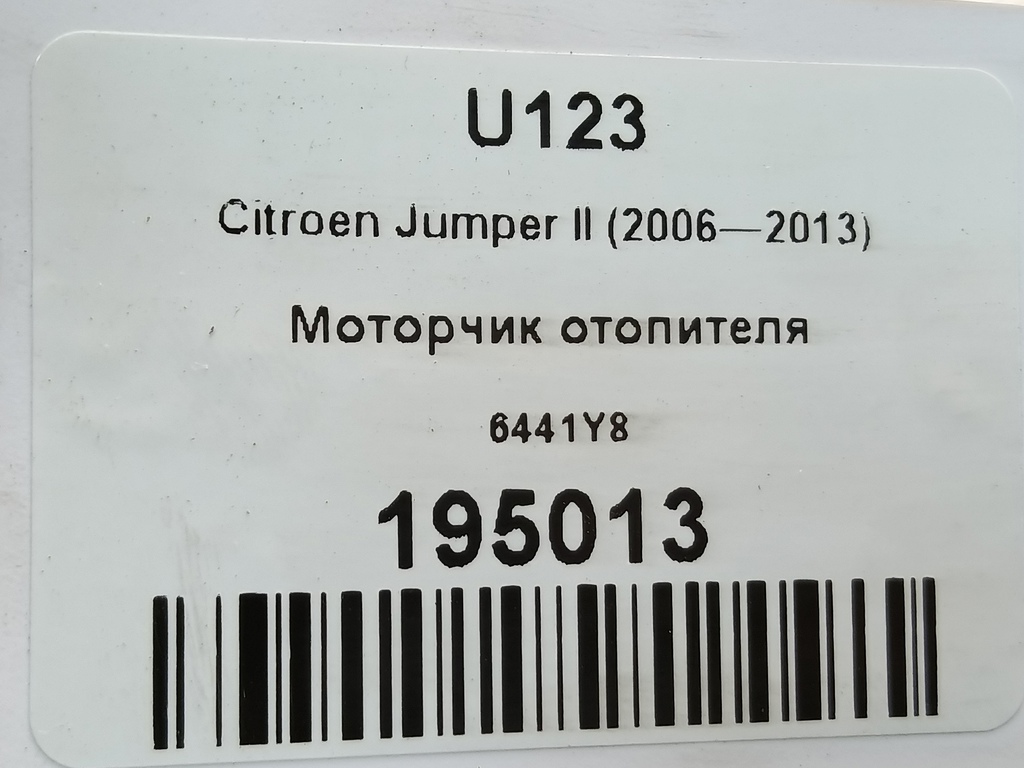 U123
Citroen Jumper II (2006—2013)
Моторчик отопителя
6441Y8
195013